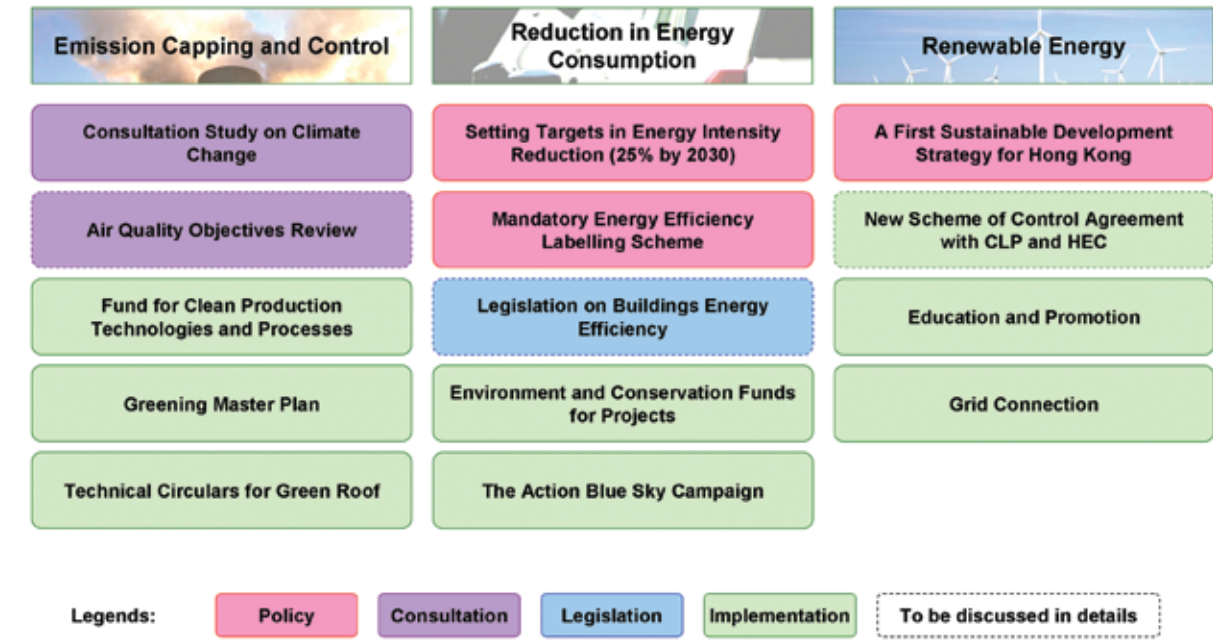 Emission Capping and Control
Reduction in Energy
Consumption
Renewable Energy
Consultation Study on Climate
Change
Setting Targets in Energy Intensity
Reduction (25% by 2030)
A First Sustainable Development
Strategy for Hong Kong
Air Quality Objectives Review
Mandatory Energy Efficiency
Labelling Scheme
New Scheme of Control Agreement
with CLP and HEC
Fund for Clean Production
Technologies and Processes
Legislation on Buildings Energy
Efficiency
Education and Promotion
Greening Master Plan
Environment and Conservation Funds
for Projects
Grid Connection
Technical Circulars for Green Roof
The Action Blue Sky Campaign
Legends:
Policy
Consultation
Legislation
Implementation
To be discussed in details